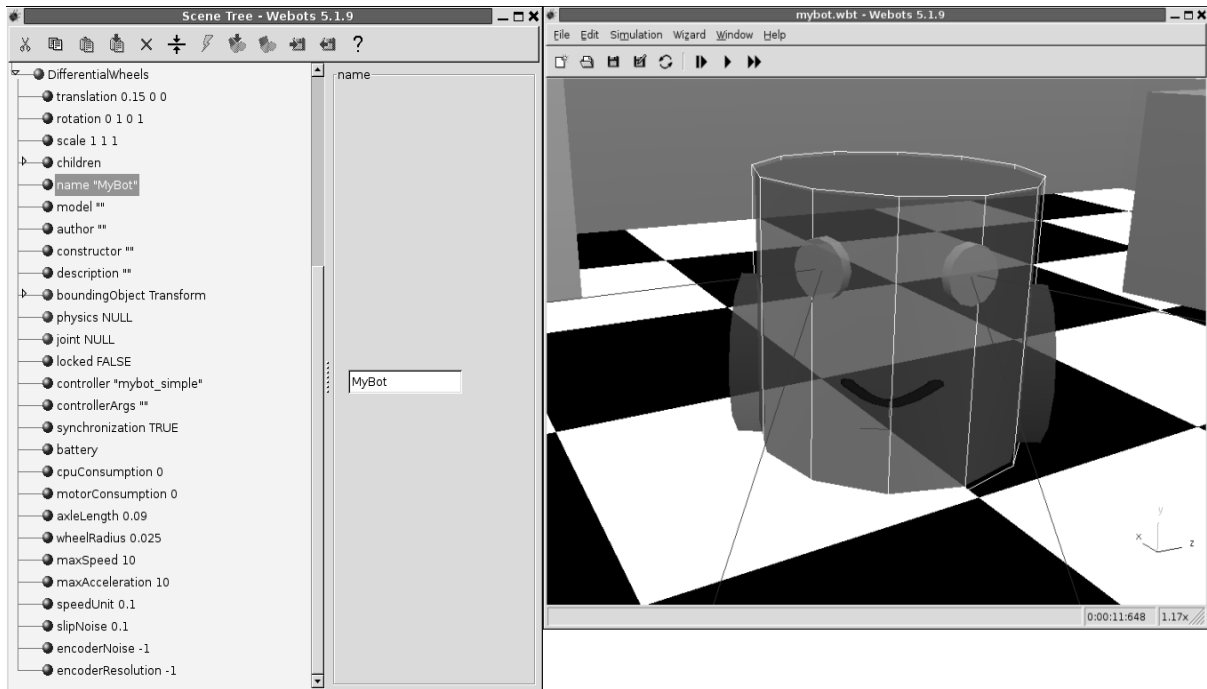 Scene Tree - Webots 5.1.9
?
DifferentialWheels
translation 0.15 0 0
rotation 0 1 0 1
scale 1 1 1
children
name "MyBot"
model ""
author ""
constructor ""
description ""
boundingObject Transform
physics NULL
joint NULL
locked FALSE
controller "mybot_simple"
controllerArgs ""
synchronization TRUE
battery
cpuConsumption 0
motorConsumption 0
axleLength 0.09
wheelRadius 0.025
maxSpeed 10
maxAcceleration 10
speedUnit 0.1
slipNoise 0.1
encoderNoise -1
encoderResolution -1
name
MyBot
mybot.wbt - Webots 5.1.9
File Edit Simulation Wizard Window Help
y
x
z
0:00:11:648 1.17x